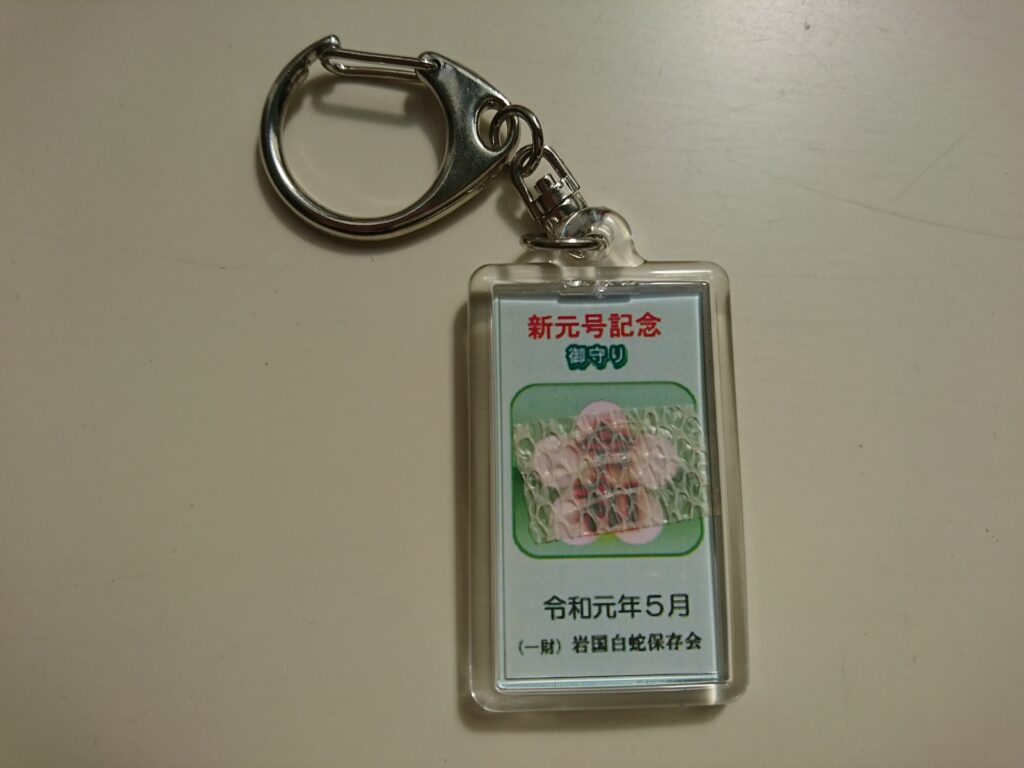 新元号記念
御守り
令和元年５月
(一財) 岩国白蛇保存会